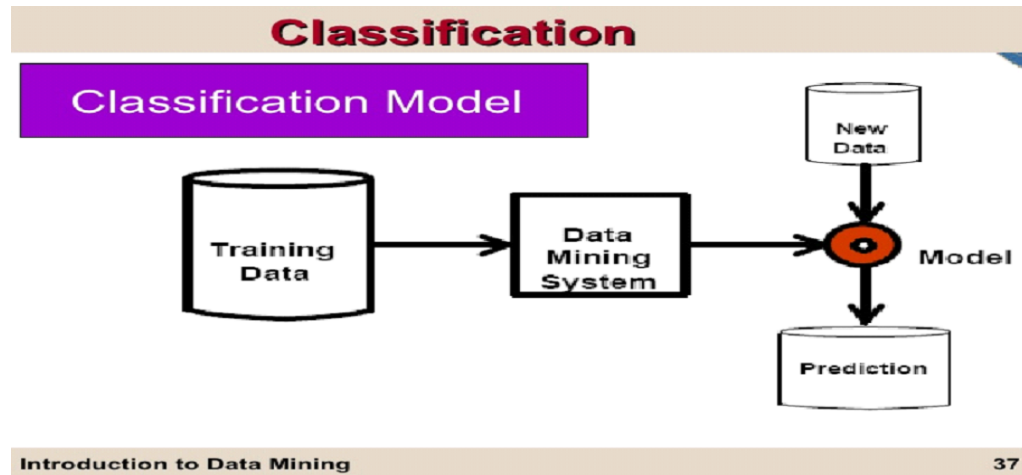 Classification
Classification Model
New
Data
Training
Data
Data
Mining
System
Model
Prediction
Introduction to Data Mining
37